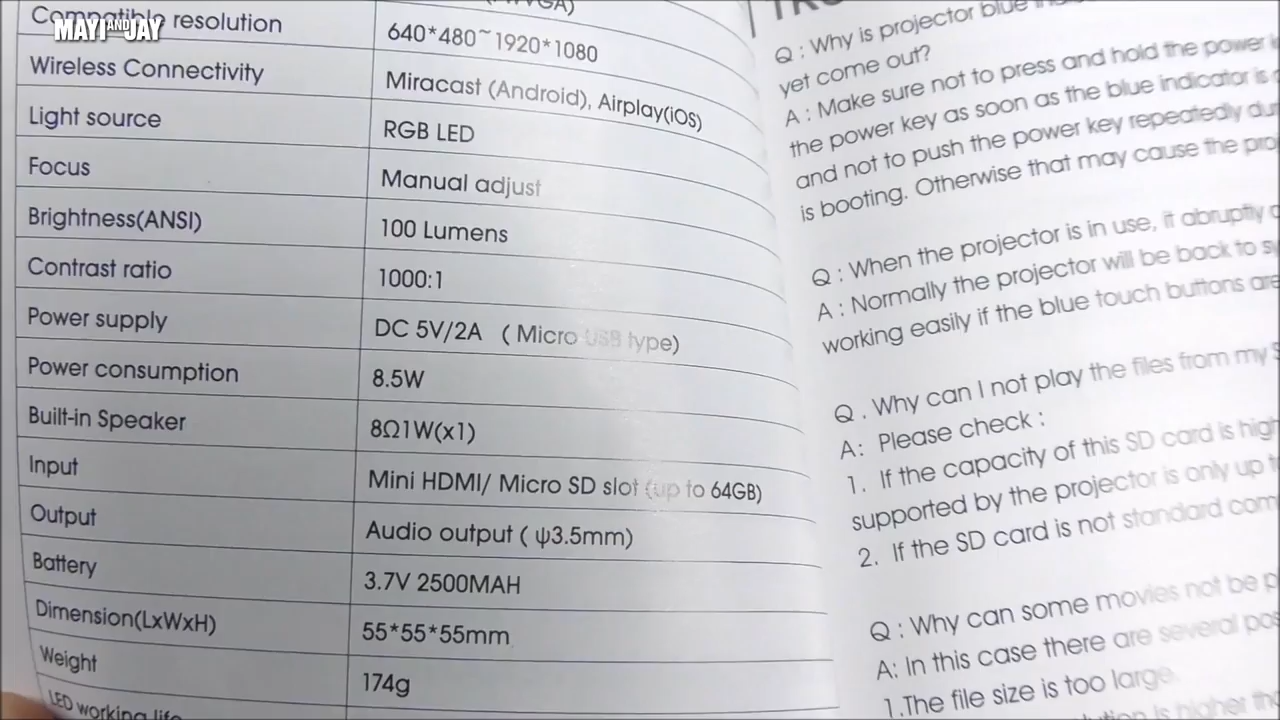 MAYI AND JAY
Compatible resolution 640*480~1920*1080
Wireless Connectivity Miracast (Android), Airplay(iOS)
Light source RGB LED
Focus Manual adjust
Brightness(ANSI) 100 Lumens
Contrast ratio 1000:1
Power supply DC 5V/2A ( Micro USB type)
Power consumption 8.5W
Built-in Speaker 8Ω1W(x1)
Input Mini HDMI/ Micro SD slot (up to 64GB)
Output Audio output ( ψ3.5mm)
Battery 3.7V 2500MAH
Dimension(LxWxH) 55*55*55mm
Weight 174g
LED working life
Q : Why is projector blue
yet come out?
A : Make sure not to press and hold the power
the power key as soon as the blue indicator is
and not to push the power key repeatedly
is booting. Otherwise that may cause the
Q : When the projector is in use, it abruptly
A : Normally the projector will be back to
working easily if the blue touch buttons are
Q . Why can I not play the files from my
A: Please check :
1. If the capacity of this SD card is
supported by the projector is only up
2. If the SD card is not standard
Q : Why can some movies not be
A: In this case there are several
1.The file size is too large.
is higher